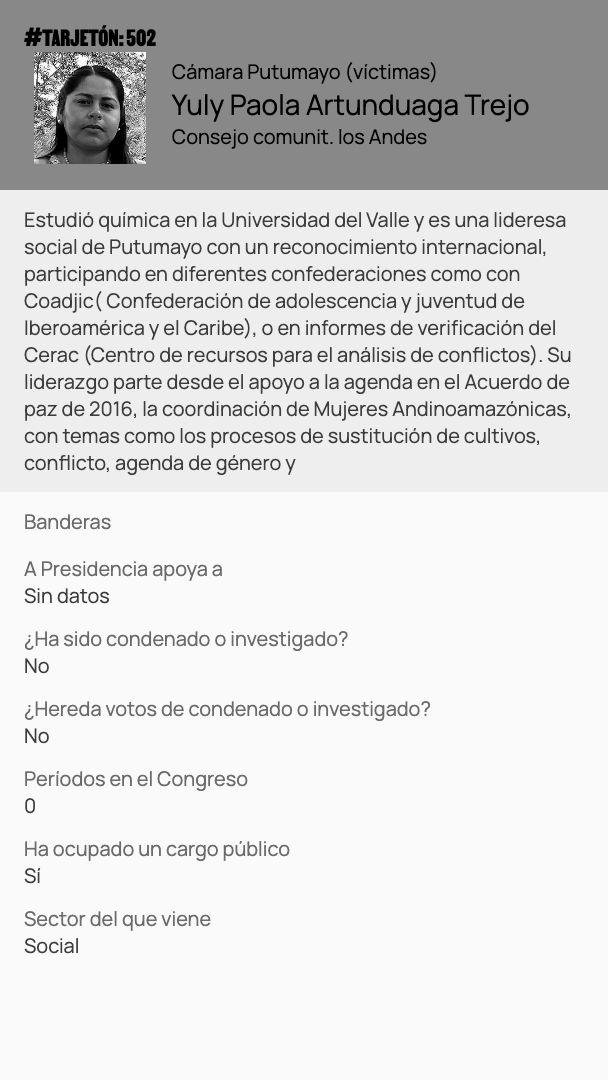 #TARJETÓN: 502
Cámara Putumayo (víctimas)
Yuly Paola Artunduaga Trejo
Consejo comunit. los Andes
Estudió química en la Universidad del Valle y es una lideresa
social de Putumayo con un reconocimiento internacional,
participando en diferentes confederaciones como con
Coadjic( Confederación de adolescencia y juventud de
Iberoamérica y el Caribe), o en informes de verificación del
Cerac (Centro de recursos para el análisis de conflictos). Su
liderazgo parte desde el apoyo a la agenda en el Acuerdo de
paz de 2016, la coordinación de Mujeres Andinoamazónicas,
con temas como los procesos de sustitución de cultivos,
conflicto, agenda de género y
Banderas
A Presidencia apoya a
Sin datos
¿Ha sido condenado o investigado?
No
¿Hereda votos de condenado o investigado?
No
Períodos en el Congreso
0
Ha ocupado un cargo público
Sí
Sector del que viene
Social